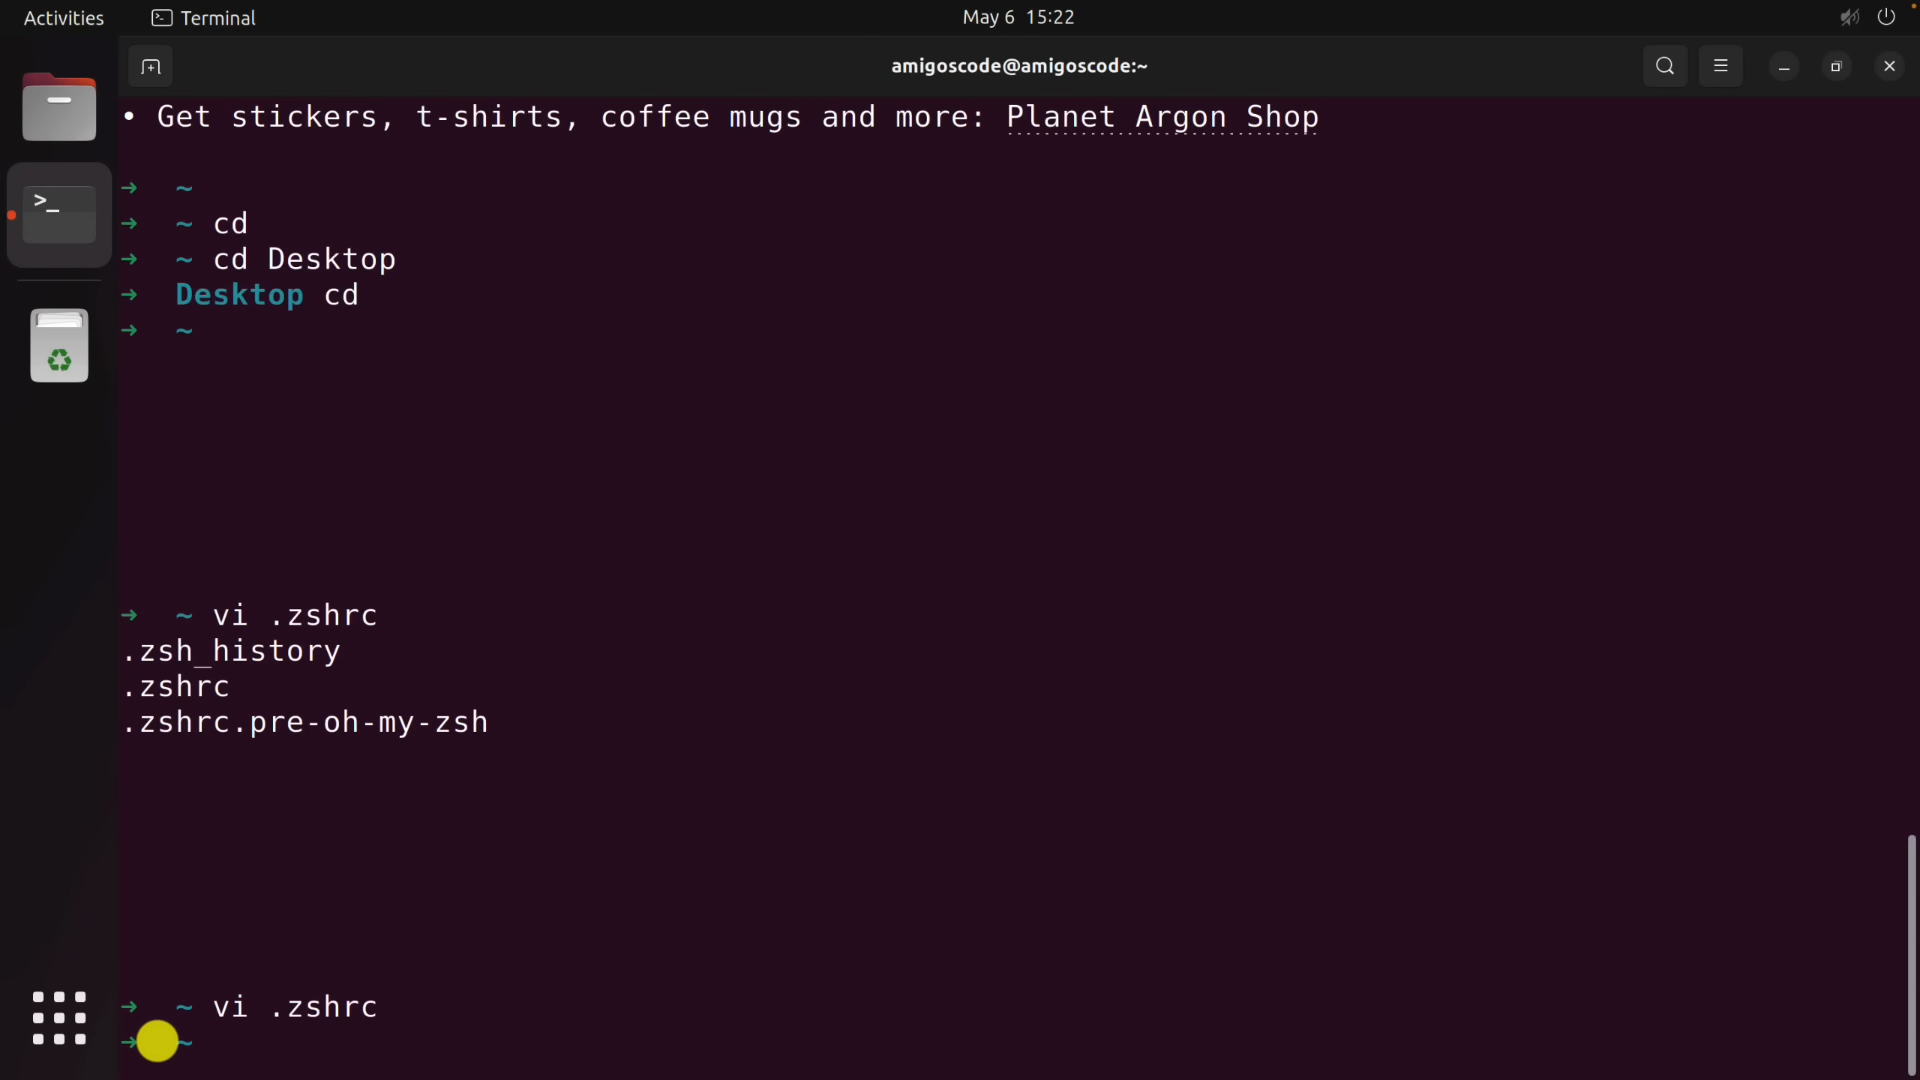 Activities Terminal May 6 15:22
amigoscode@amigoscode:~
• Get stickers, t-shirts, coffee mugs and more: Planet Argon Shop
➜ ~
➜ ~ cd
➜ ~ cd Desktop
➜ Desktop cd
➜ ~
➜ ~ vi .zshrc
.zsh_history
.zshrc
.zshrc.pre-oh-my-zsh
➜ ~ vi .zshrc
➜ ~